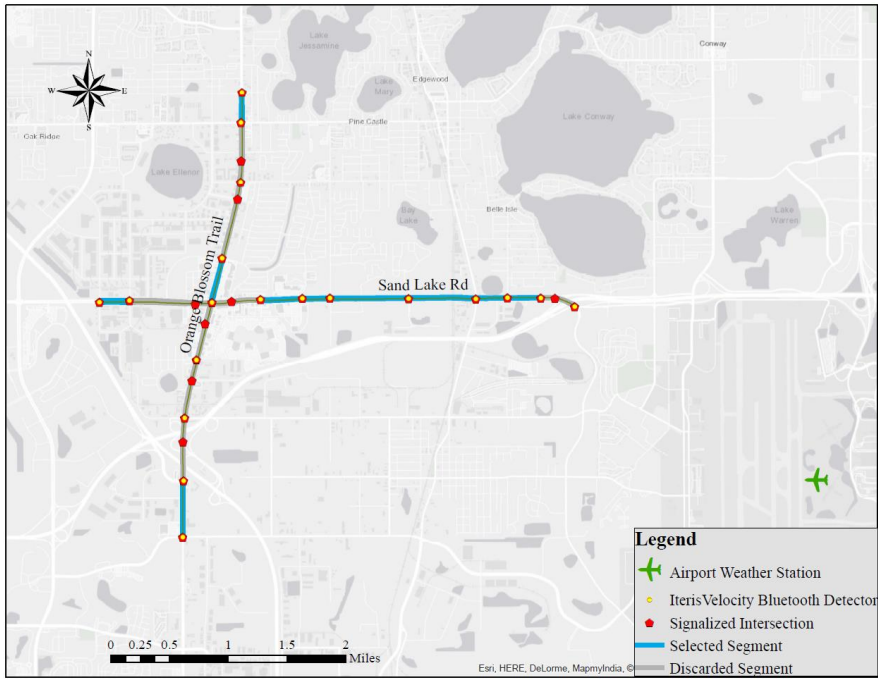 Lake
Jessamine
Conway
N
Edgewood
Lake
Mary
W
E
Lake Conway
Pine Castle
S
Oak Ridge
Lake Ellenor
Bay
Lake
Belle Isle
Lake
Warren
Orange Blossom Trail
Sand Lake Rd
Legend
Airport Weather Station
IterisVelocity Bluetooth Detector
Signalized Intersection
Selected Segment
Discarded Segment
0 0.25 0.5 1 1.5 2
Miles
Esri, HERE, DeLorme, MapmyIndia, ©